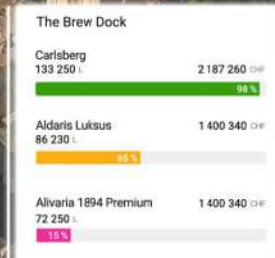 The Brew Dock
Carlsberg
133 250 L 2 187 260 CHF
98 %
Aldaris Luksus
86 230 L 1 400 340 CHF
65 %
Alivaria 1894 Premium
72 250 L 1 400 340 CHF
15 %